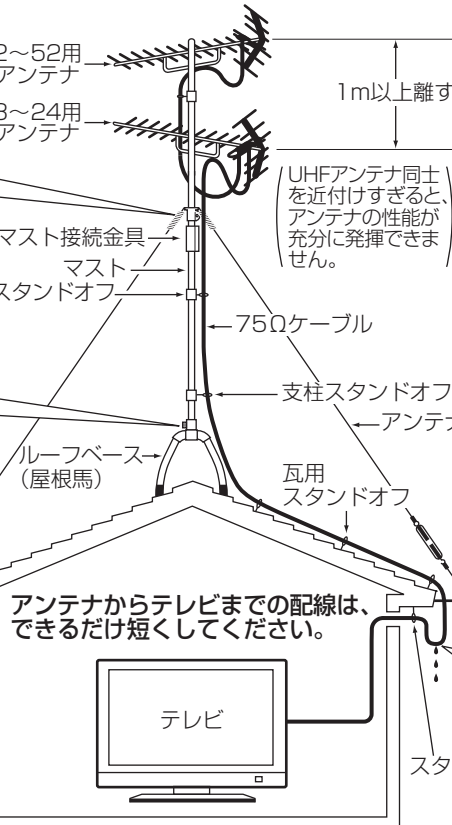 2～52用
アンテナ
3～24用
アンテナ
1m以上離す
UHFアンテナ同士
を近付けすぎると、
アンテナの性能が
充分に発揮できま
せん。
マスト接続金具
マスト
スタンドオフ
75Ωケーブル
支柱スタンドオフ
アンテナ
ルーフベース
（屋根馬）
瓦用
スタンドオフ
アンテナからテレビまでの配線は、
できるだけ短くしてください。
テレビ
スタ